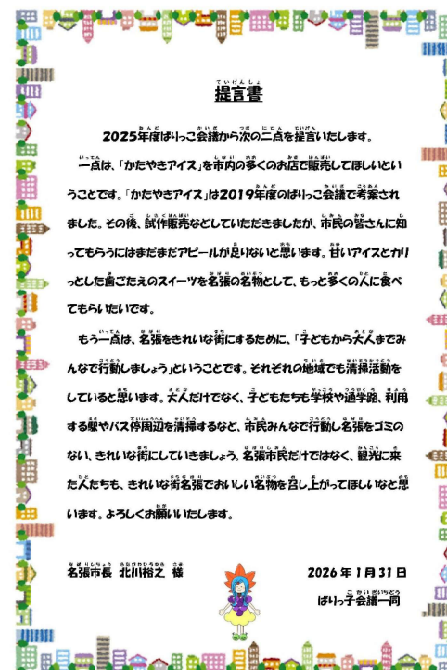 提言書
2025年度ばりっこ会議から次の二点を提言いたします。
一点は、「かたやきアイス」を市内の多くのお店で販売してほしいとい
うことです。「かたやきアイス」は2019年度のばりっこ会議で考案され
ました。その後、試作販売などしていただきましたが、市民の皆さんに知
ってもらうにはまだまだアピールが足りないと思います。甘いアイスとカリ
っとした歯ごたえのスイーツを名張の名物として、もっと多くの人に食べ
てもらいたいです。
もう一点は、名張をきれいな街にするために、「子どもから大人までみ
んなで行動しましょう」ということです。それぞれの地域でも清掃活動を
していると思います。大人だけでなく、子どもたちも学校や通学路、利用
する駅やバス停周辺を清掃するなど、市民みんなで行動し名張をゴミの
ない、きれいな街にしていきましょう。名張市民だけではなく、観光に来
た人たちも、きれいな街名張でおいしい名物を召し上がってほしいなと思
います。よろしくお願いいたします。
名張市長 北川裕之 様
2026年1月31日
ばりっ子会議一同